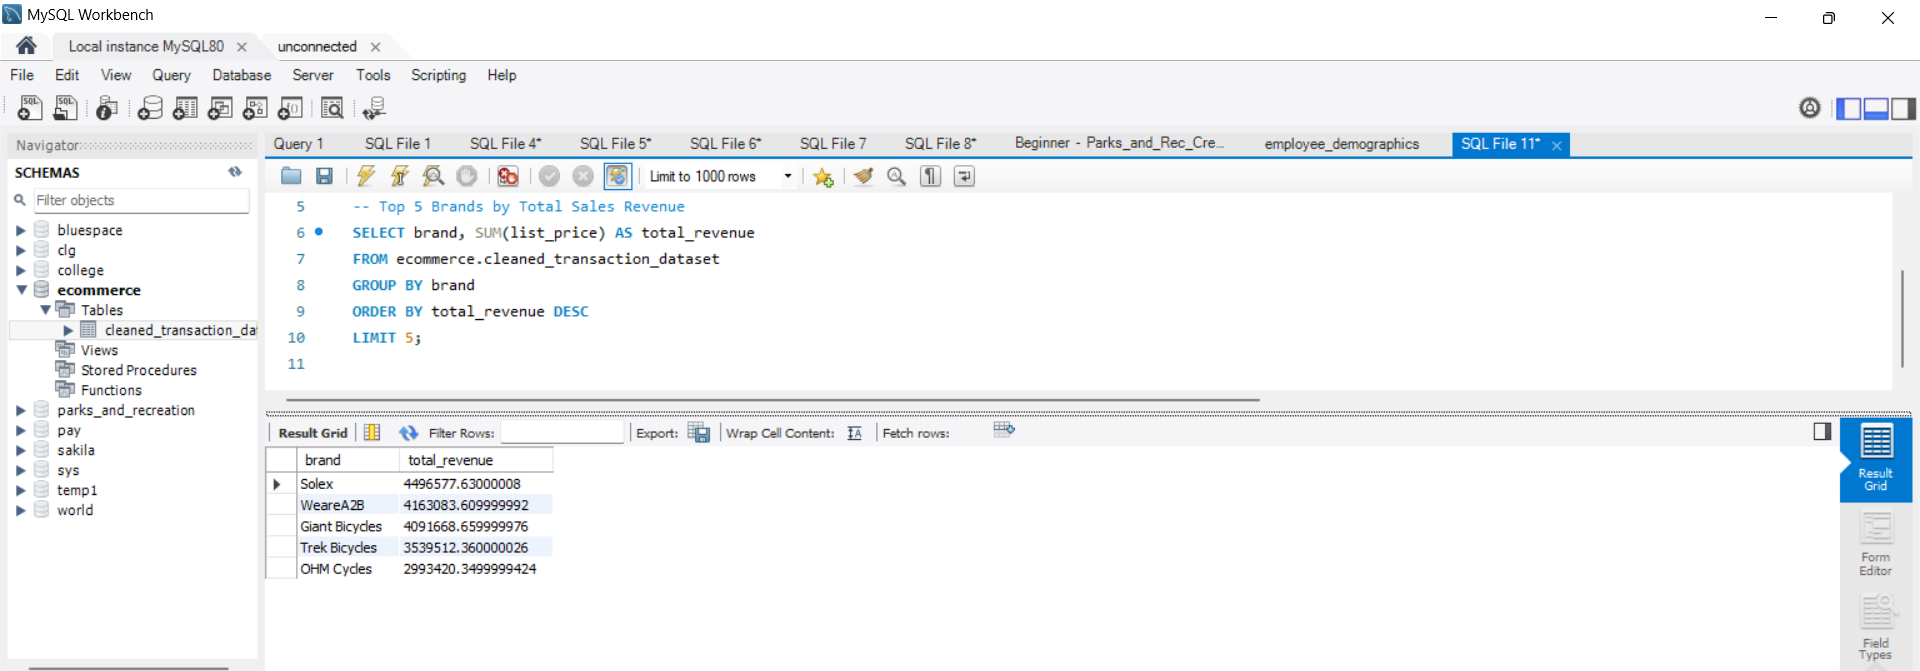 MySQL Workbench
Local instance MySQL80
unconnected
File Edit View Query Database Server Tools Scripting Help
Navigator
SCHEMAS
Filter objects
bluespace
clg
college
ecommerce
Tables
cleaned_transaction_da
Views
Stored Procedures
Functions
parks_and_recreation
pay
sakila
sys
temp1
world
Query 1 SQL File 1 SQL File 4* SQL File 5* SQL File 6* SQL File 7 SQL File 8* Beginner - Parks_and_Rec_Cre... employee_demographics SQL File 11*
Limit to 1000 rows
5 -- Top 5 Brands by Total Sales Revenue
6 SELECT brand, SUM(list_price) AS total_revenue
7 FROM ecommerce.cleaned_transaction_dataset
8 GROUP BY brand
9 ORDER BY total_revenue DESC
10 LIMIT 5;
11
Result Grid Filter Rows: Export: Wrap Cell Content: Fetch rows:
brand total_revenue
Solex 4496577.63000008
WeareA2B 4163083.609999992
Giant Bicycles 4091668.659999976
Trek Bicycles 3539512.360000026
OHM Cycles 2993420.3499999424
Result
Grid
Form
Editor
Field
Types